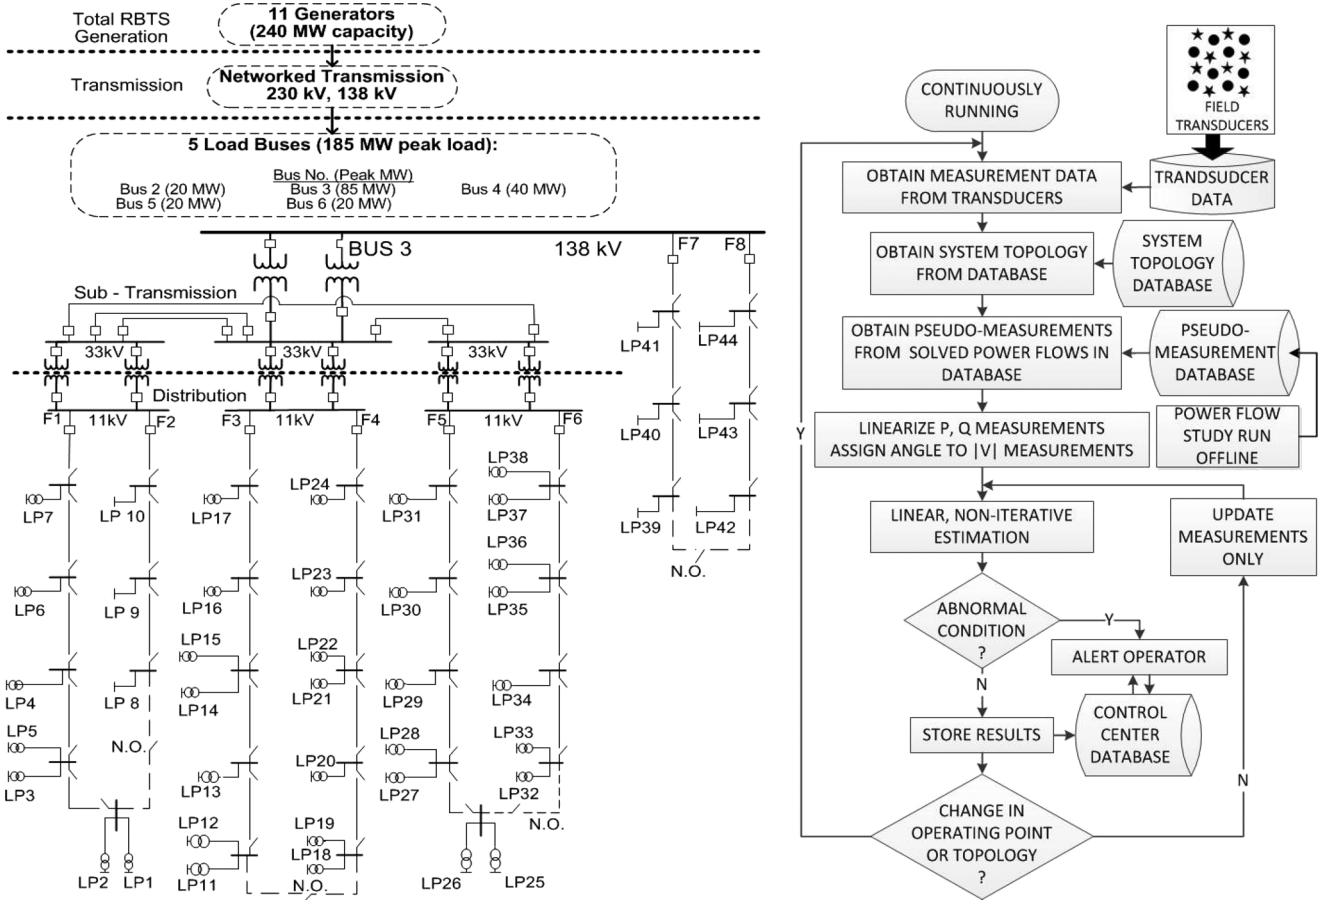 Total RBTS
Generation
11 Generators
(240 MW capacity)
Transmission
Networked Transmission
230 kV, 138 kV
5 Load Buses (185 MW peak load):
Bus No. (Peak MW)
Bus 2 (20 MW)
Bus 3 (85 MW)
Bus 4 (40 MW)
Bus 5 (20 MW)
Bus 6 (20 MW)
BUS 3
138 kV
F7
F8
Sub - Transmission
33kV
33kV
33kV
LP41
LP44
Distribution
F1
11kV
F2
F3
11kV
F4
F5
11kV
F6
LP40
LP43
LP38
LP24
LP7
LP 10
LP17
LP31
LP37
LP39
LP42
LP36
N.O.
LP23
LP6
LP 9
LP16
LP30
LP35
LP15
LP22
LP4
LP 8
LP14
LP21
LP29
LP34
LP5
N.O.
LP28
LP33
LP20
LP3
LP13
LP27
LP32
LP12
LP19
N.O.
LP18
LP2
LP1
LP11
N.O.
LP26
LP25
CONTINUOUSLY
RUNNING
FIELD
TRANSDUCERS
OBTAIN MEASUREMENT DATA
FROM TRANSDUCERS
TRANDSUDCER
DATA
OBTAIN SYSTEM TOPOLOGY
FROM DATABASE
SYSTEM
TOPOLOGY
DATABASE
OBTAIN PSEUDO-MEASUREMENTS
FROM SOLVED POWER FLOWS IN
DATABASE
PSEUDO-
MEASUREMENT
DATABASE
POWER FLOW
STUDY RUN
OFFLINE
Y
LINEARIZE P, Q MEASUREMENTS
ASSIGN ANGLE TO |V| MEASUREMENTS
LINEAR, NON-ITERATIVE
ESTIMATION
UPDATE
MEASUREMENTS
ONLY
ABNORMAL
CONDITION
?
Y
ALERT OPERATOR
N
STORE RESULTS
CONTROL
CENTER
DATABASE
N
CHANGE IN
OPERATING POINT
OR TOPOLOGY
?